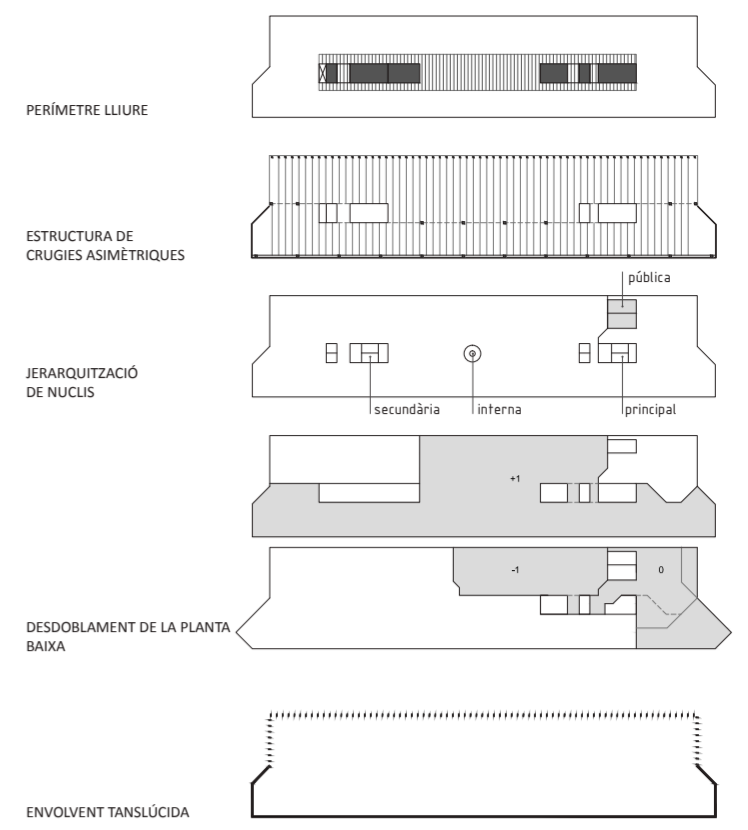 PERÍMETRE LLIURE
ESTRUCTURA DE
CRUGIES ASIMÈTRIQUES
pública
JERARQUITZACIÓ
DE NUCLIS
secundària
interna
principal
+1
-1
0
DESDOBLAMENT DE LA PLANTA
BAIXA
ENVOLVENT TANSLÚCIDA